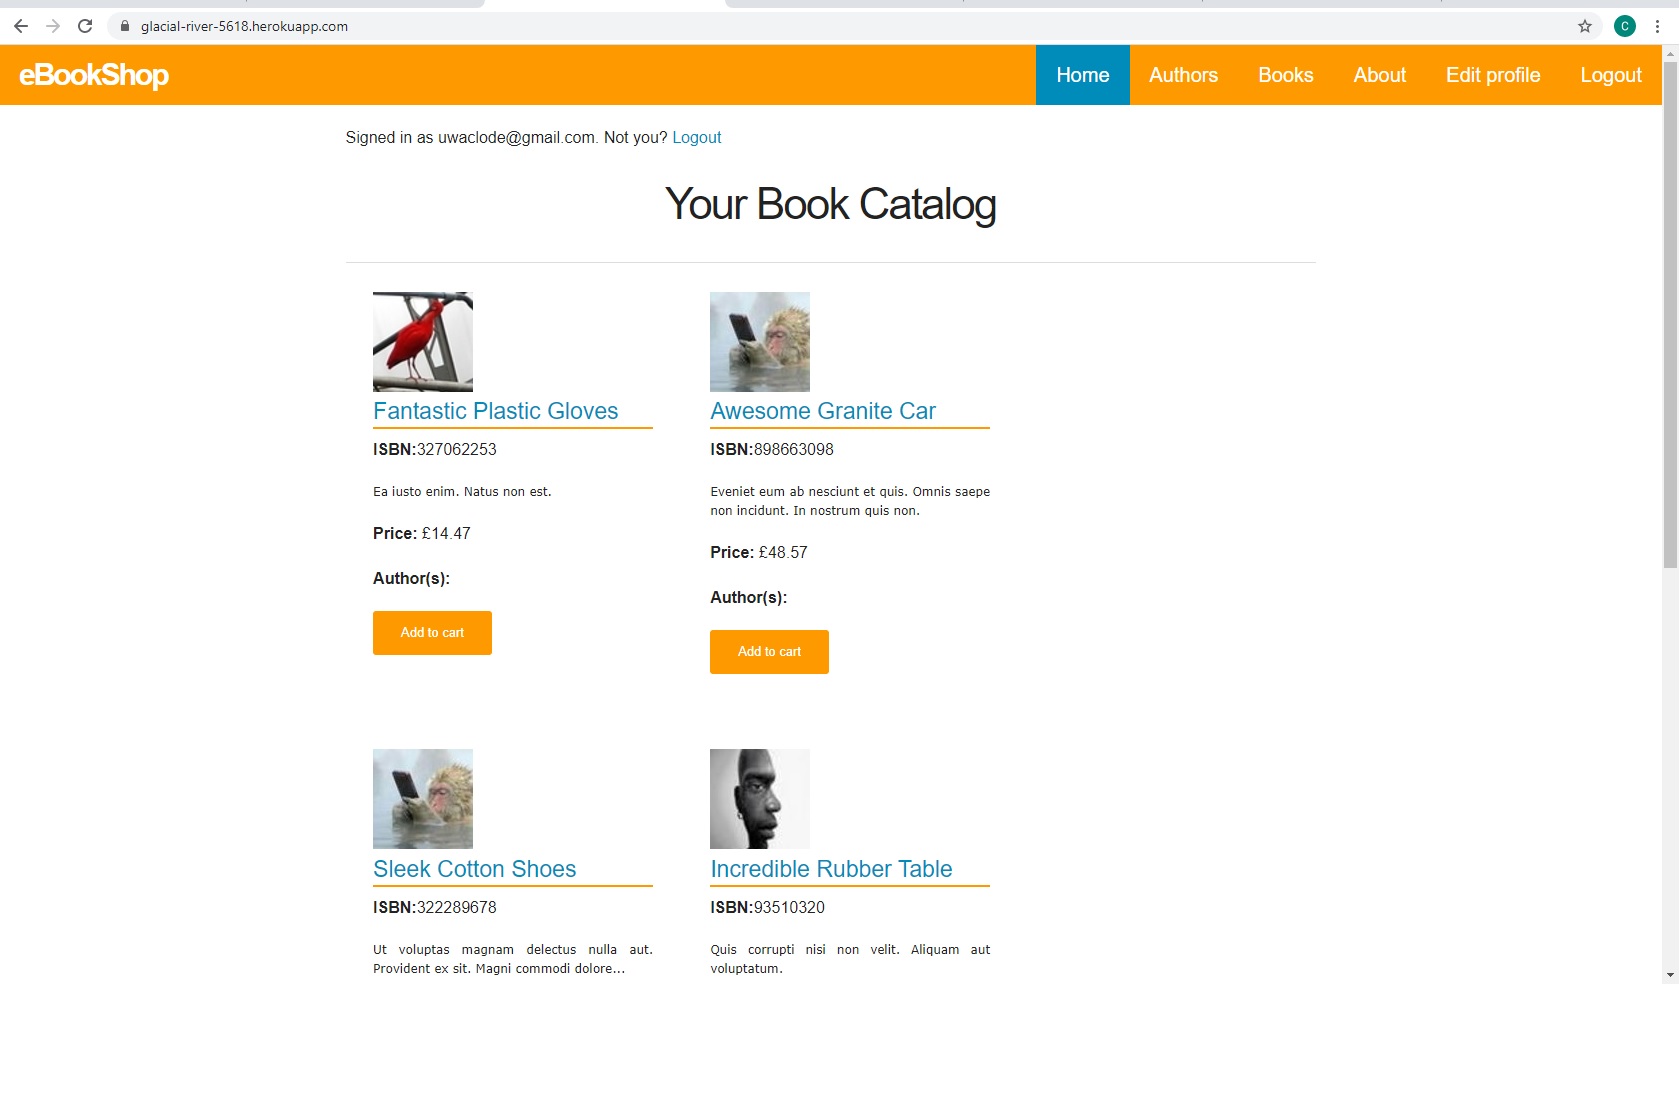 glacial-river-5618.herokuapp.com
C
eBookShop
Home
Authors
Books
About
Edit profile
Logout
Signed in as uwaclode@gmail.com. Not you? Logout
Your Book Catalog
Fantastic Plastic Gloves
ISBN:327062253
Ea iusto enim. Natus non est.
Price: £14.47
Author(s):
Add to cart
Awesome Granite Car
ISBN:898663098
Eveniet eum ab nesciunt et quis. Omnis saepe
non incidunt. In nostrum quis non.
Price: £48.57
Author(s):
Add to cart
Sleek Cotton Shoes
ISBN:322289678
Ut voluptas magnam delectus nulla aut.
Provident ex sit. Magni commodi dolore...
Incredible Rubber Table
ISBN:93510320
Quis corrupti nisi non velit. Aliquam aut
voluptatum.